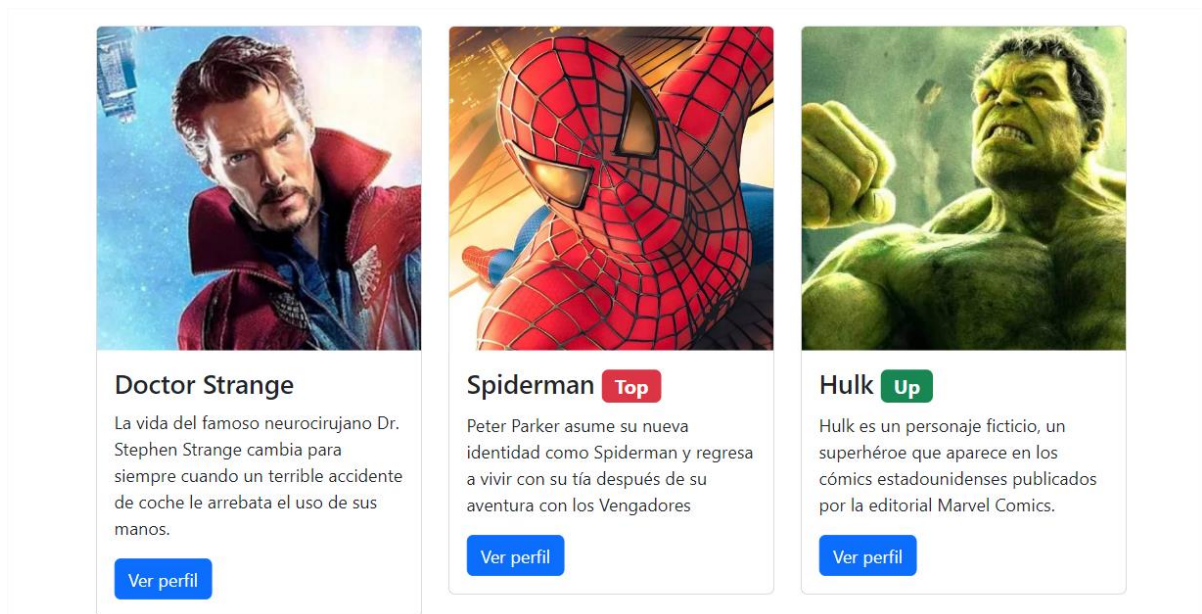 Doctor Strange
La vida del famoso neurocirujano Dr.
Stephen Strange cambia para
siempre cuando un terrible accidente
de coche le arrebata el uso de sus
manos.
Ver perfil
Spiderman Top
Peter Parker asume su nueva
identidad como Spiderman y regresa
a vivir con su tía después de su
aventura con los Vengadores
Ver perfil
Hulk Up
Hulk es un personaje ficticio, un
superhéroe que aparece en los
cómics estadounidenses publicados
por la editorial Marvel Comics.
Ver perfil